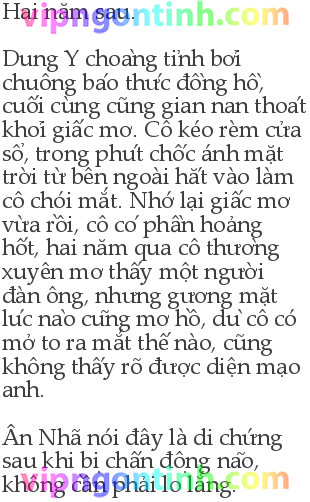 Hai năm sau.
Dung Y choàng tỉnh bởi
chuông báo thức đồng hồ,
cuối cùng cũng gian nan thoát
khỏi giấc mơ. Cô kéo rèm cửa
sổ, trong phút chốc ánh mặt
trời từ bên ngoài hắt vào làm
cô chói mắt. Nhớ lại giấc mơ
vừa rồi, cô có phần hoảng
hốt, hai năm qua cô thường
xuyên mơ thấy một người
đàn ông, nhưng gương mặt
lúc nào cũng mơ hồ, dù cô có
mở to ra mắt thế nào, cũng
không thấy rõ được diện mạo
anh.
Ân Nhã nói đây là di chứng
sau khi bị chấn động não,
không cần phải lo lắng.
vipngontinh.com
vipngontinh.com